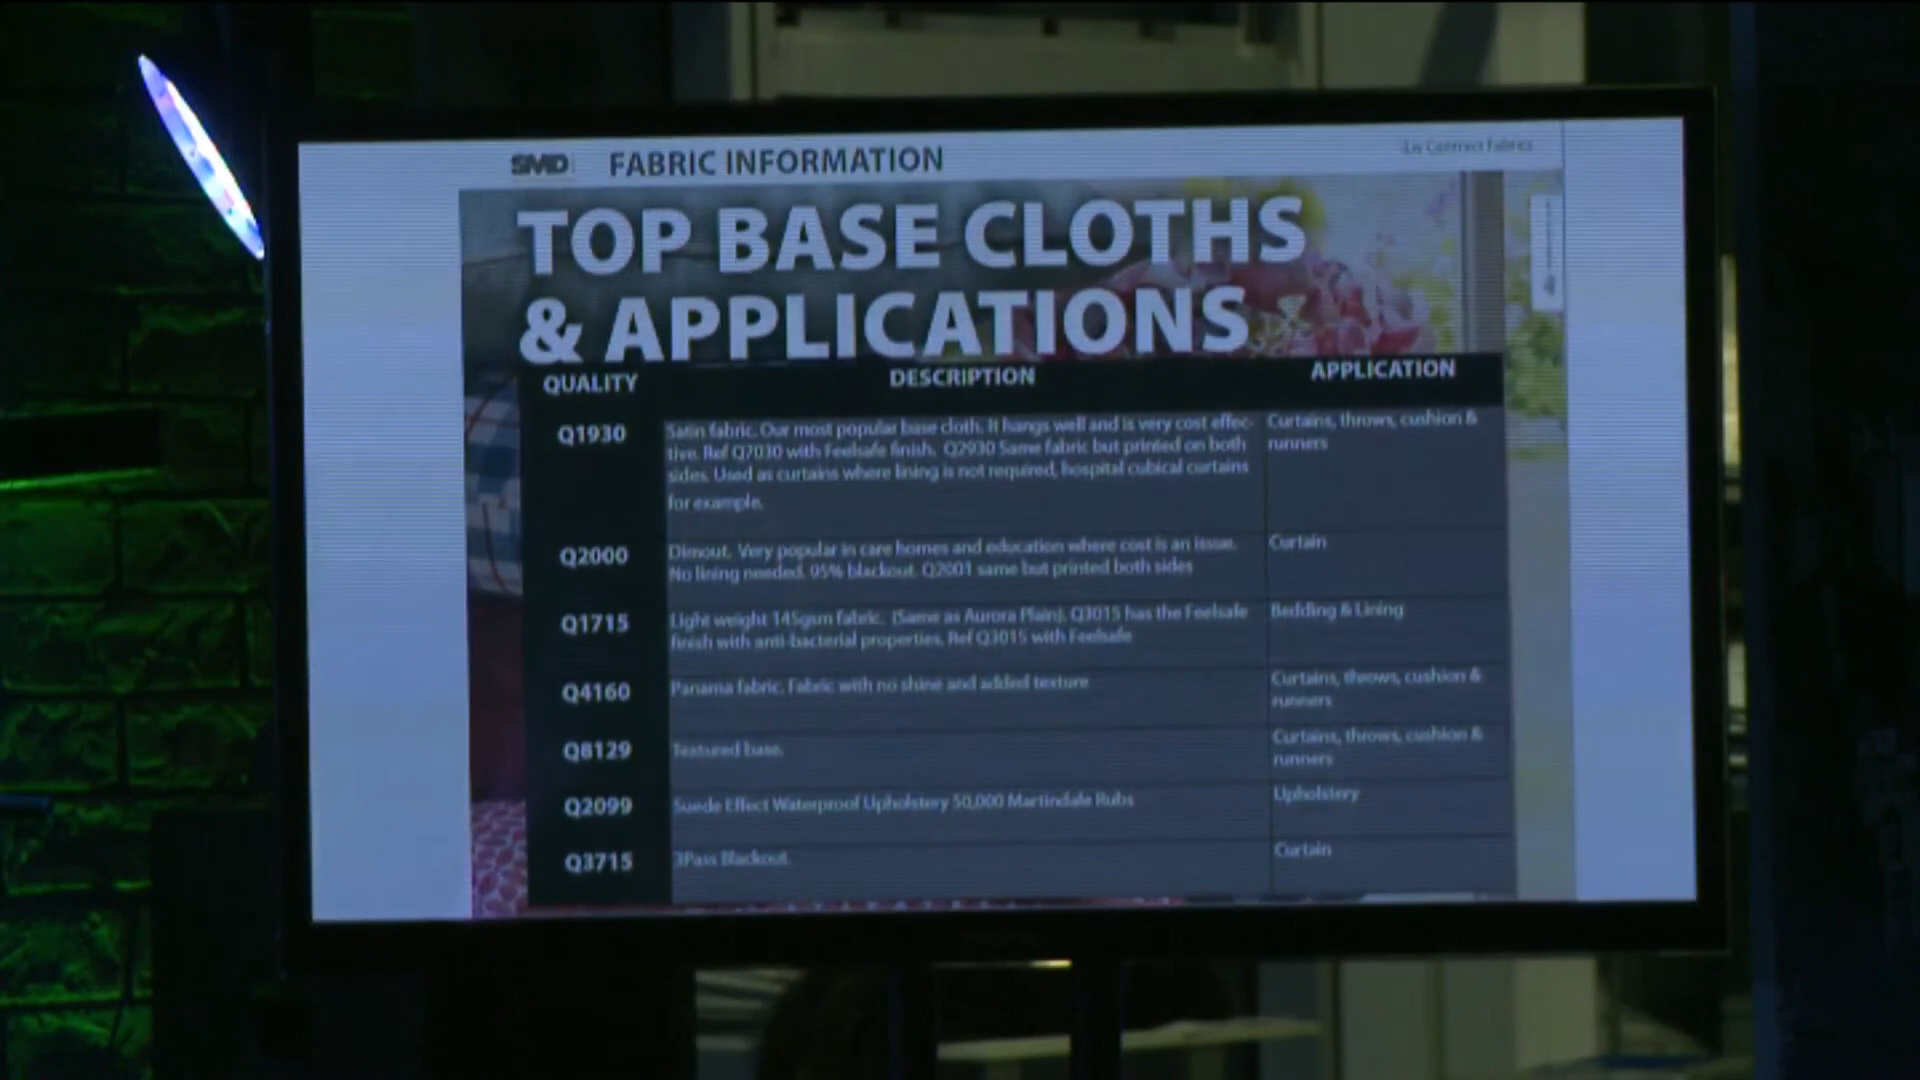 SMD FABRIC INFORMATION
Contract Fabrics
TOP BASE CLOTHS
& APPLICATIONS
QUALITY DESCRIPTION APPLICATION
Q1930 Satin fabric. Our most popular base cloth. It hangs well and is very cost effec- Curtains, throws, cushion &
tive. Ref Q7030 with Feelsafe finish. Q2930 Same fabric but printed on both runners
sides. Used as curtains where lining is not required, hospital cubical curtains
for example.
Q2000 Dimout. Very popular in care homes and education where cost is an issue. Curtain
No lining needed. 95% blackout. Q2001 same but printed both sides
Q1715 Light weight 145gsm fabric. (Same as Aurora Plain). Q3015 has the Feelsafe Bedding & Lining
finish with anti-bacterial properties. Ref Q3015 with Feelsafe
Q4160 Panama fabric. Fabric with no shine and added texture Curtains, throws, cushion &
runners
Q8129 Textured base. Curtains, throws, cushion &
runners
Q2099 Suede Effect Waterproof Upholstery 50,000 Martindale Rubs Upholstery
Q3715 3Pass Blackout. Curtain